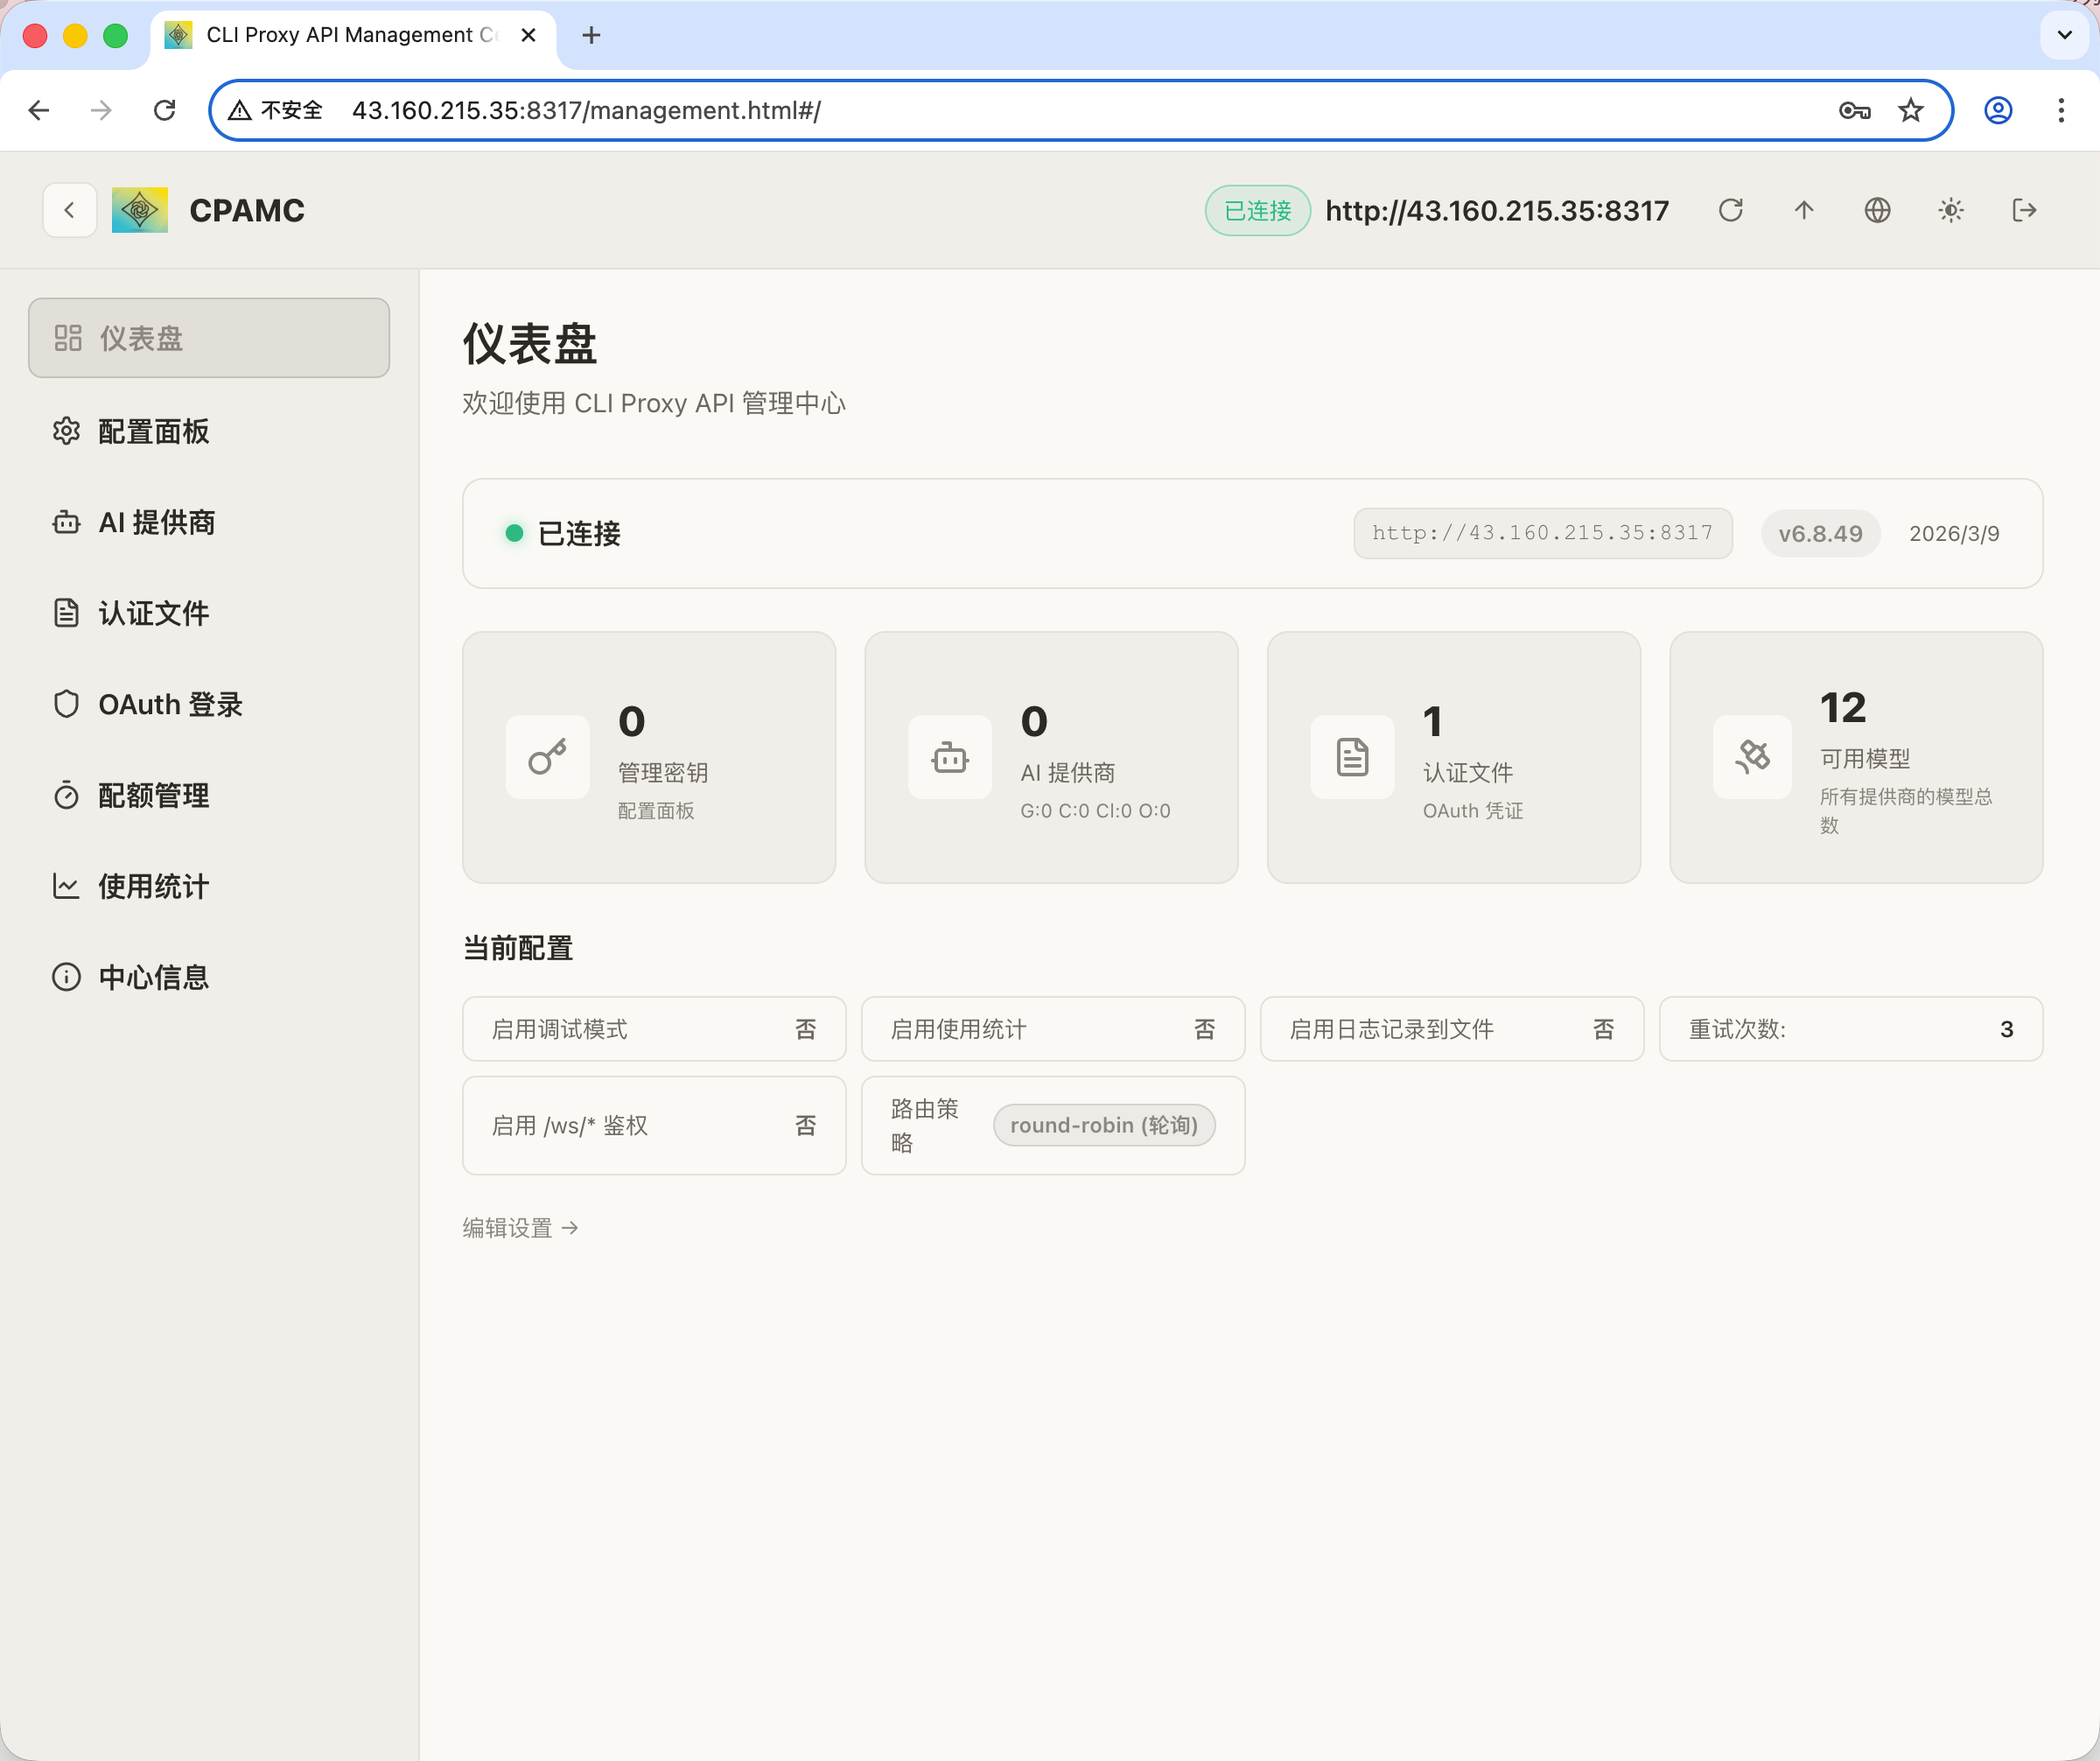 CLI Proxy API Management
不安全
43.160.215.35:8317/management.html#/
CPAMC
已连接
http://43.160.215.35:8317
仪表盘
配置面板
AI 提供商
认证文件
OAuth 登录
配额管理
使用统计
中心信息
仪表盘
欢迎使用 CLI Proxy API 管理中心
已连接
http://43.160.215.35:8317
v6.8.49
2026/3/9
0
管理密钥
配置面板
0
AI 提供商
G:0 C:0 Cl:0 O:0
1
认证文件
OAuth 凭证
12
可用模型
所有提供商的模型总
数
当前配置
启用调试模式 否
启用使用统计 否
启用日志记录到文件 否
重试次数: 3
启用 /ws/* 鉴权 否
路由策
略
round-robin (轮询)
编辑设置 →